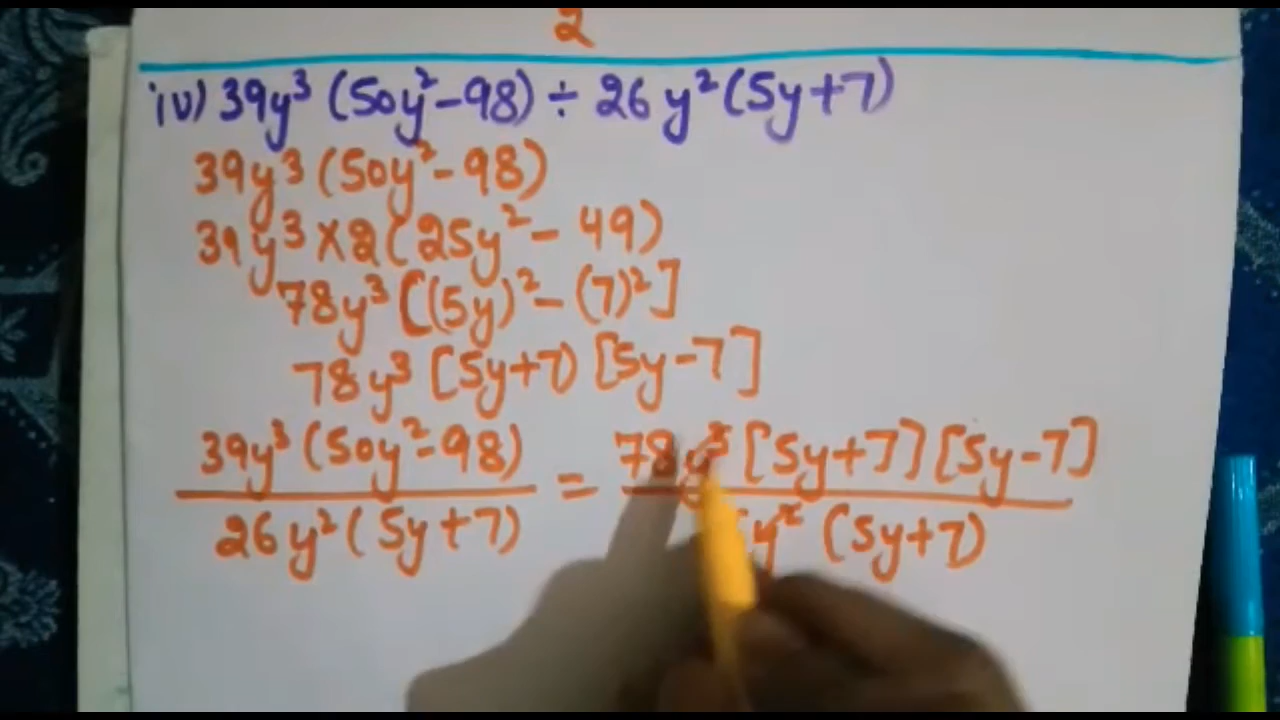 2
iv) 39y³ (50y²-98) ÷ 26 y² (5y+7)
39y³ (50y²-98)
39y³ × 2 (25y² - 49)
78y³ [(5y)² - (7)²]
78y³ [5y+7) [5y-7]
39y³ (50y²-98) / 26y² (5y+7) = 78y³ [5y+7] [5y-7] / y² (5y+7)